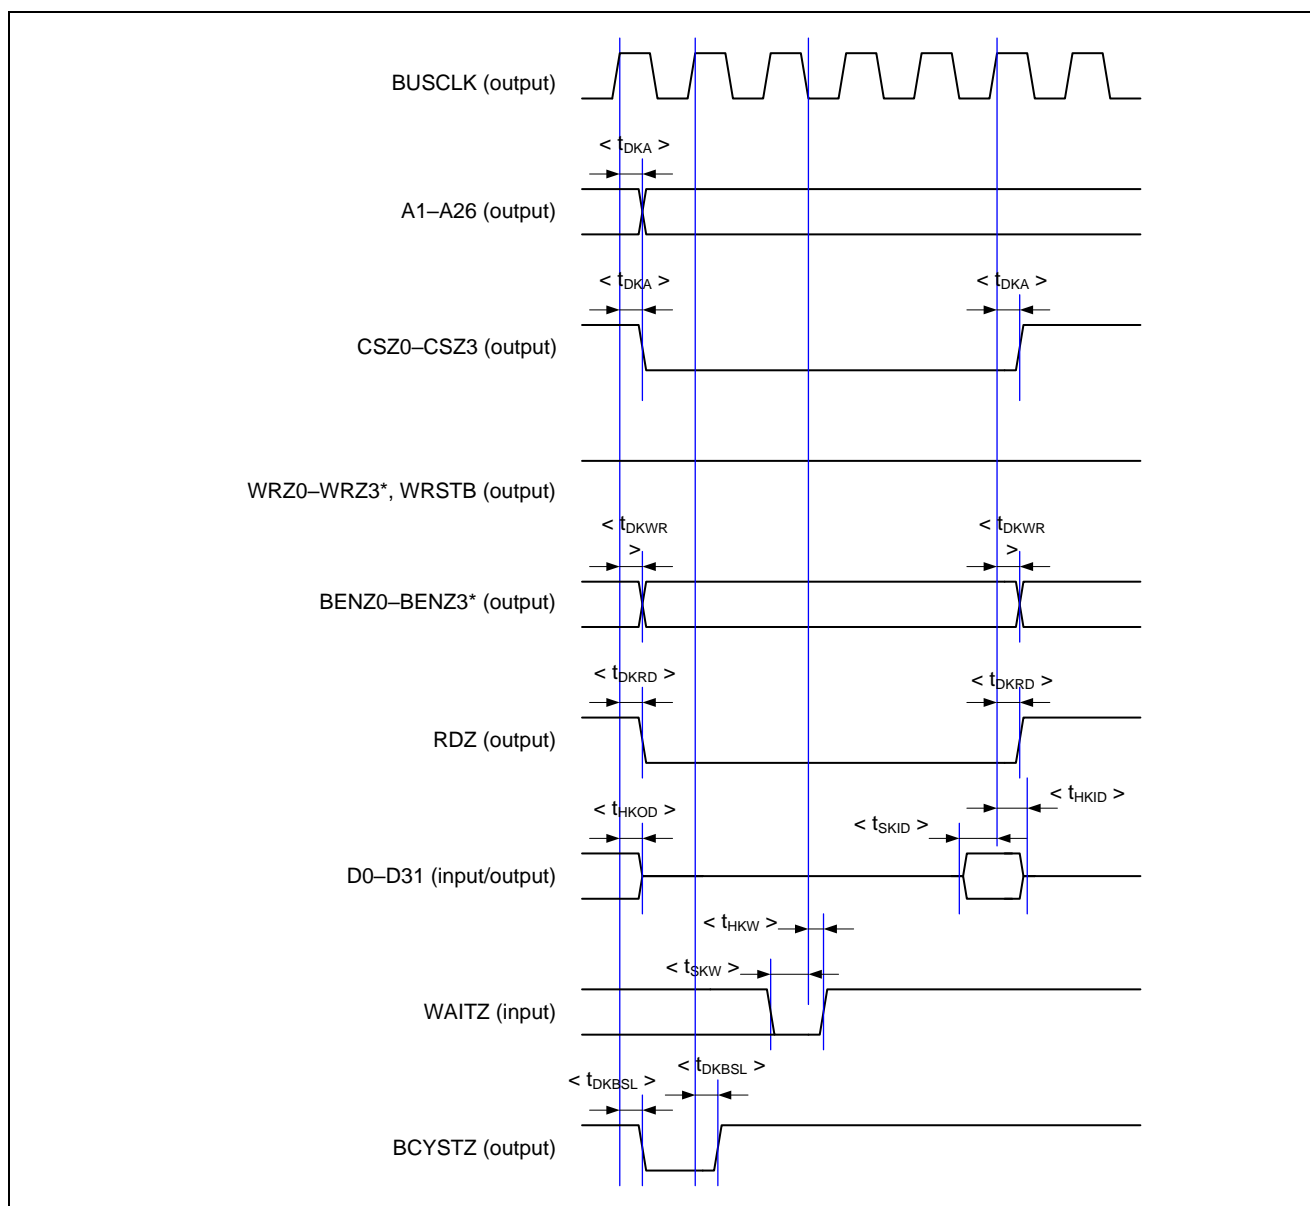 BUSCLK (output)
< tDKA >
A1–A26 (output)
< tDKA >
< tDKA >
CSZ0–CSZ3 (output)
WRZ0–WRZ3*, WRSTB (output)
< tDKWR
>
< tDKWR
>
BENZ0–BENZ3* (output)
< tDKRD >
< tDKRD >
RDZ (output)
< tHKOD >
< tHKID >
< tSKID >
D0–D31 (input/output)
< tHKW >
< tSKW >
WAITZ (input)
< tDKBSL >
< tDKBSL >
BCYSTZ (output)